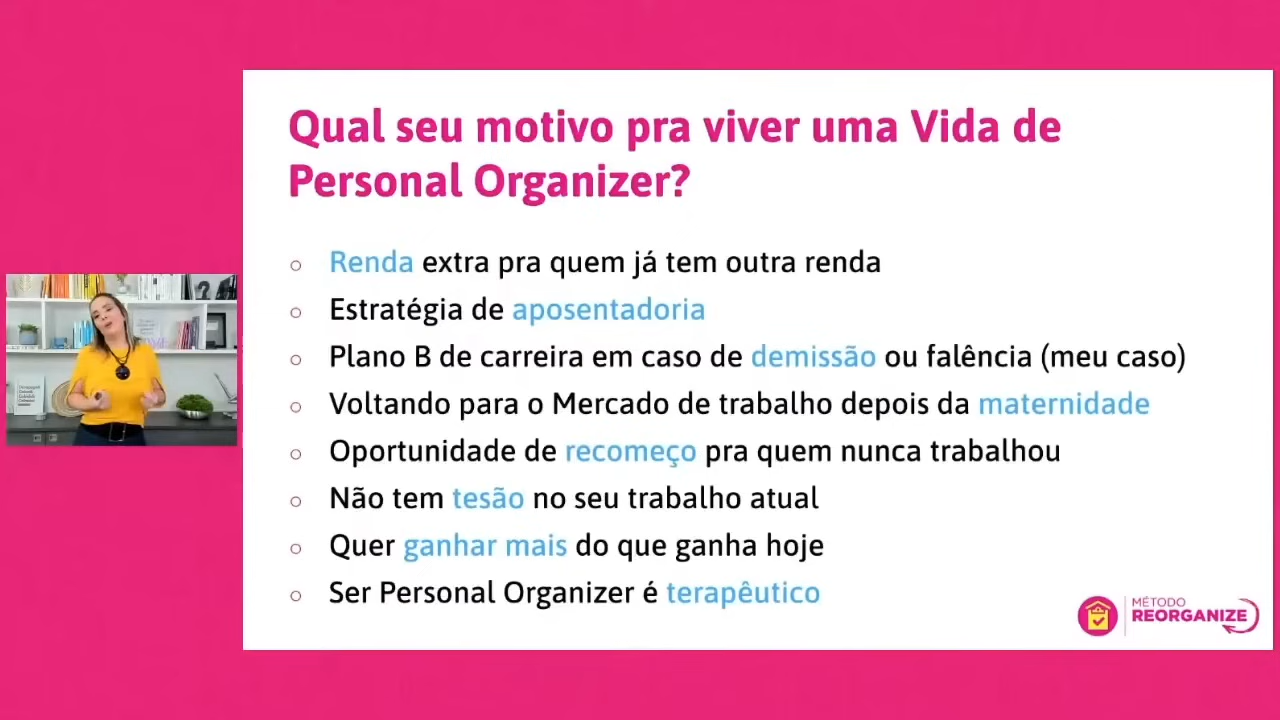 Qual seu motivo pra viver uma Vida de
Personal Organizer?
Renda extra pra quem já tem outra renda
Estratégia de aposentadoria
Plano B de carreira em caso de demissão ou falência (meu caso)
Voltando para o Mercado de trabalho depois da maternidade
Oportunidade de recomeço pra quem nunca trabalhou
Não tem tesão no seu trabalho atual
Quer ganhar mais do que ganha hoje
Ser Personal Organizer é terapêutico
MÉTODO
REORGANIZE